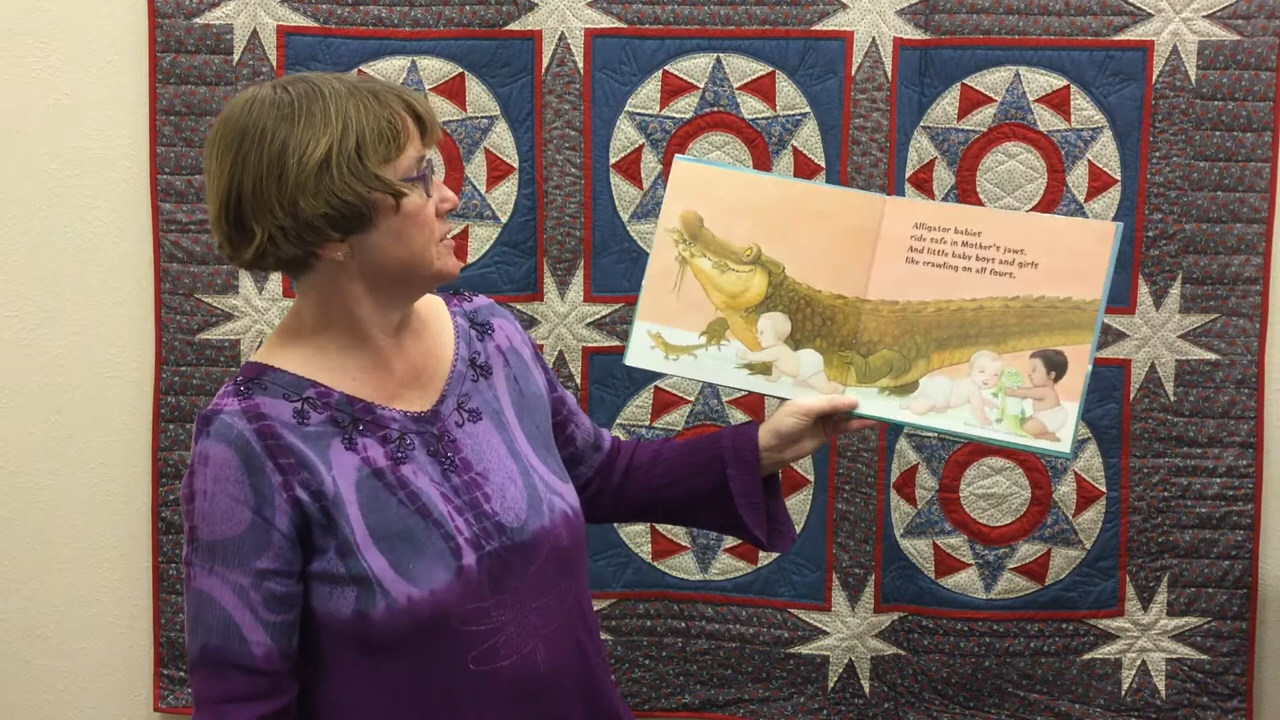 Alligator babies
ride safe in Mother's jaws.
And little baby boys and girls
like crawling on all fours.